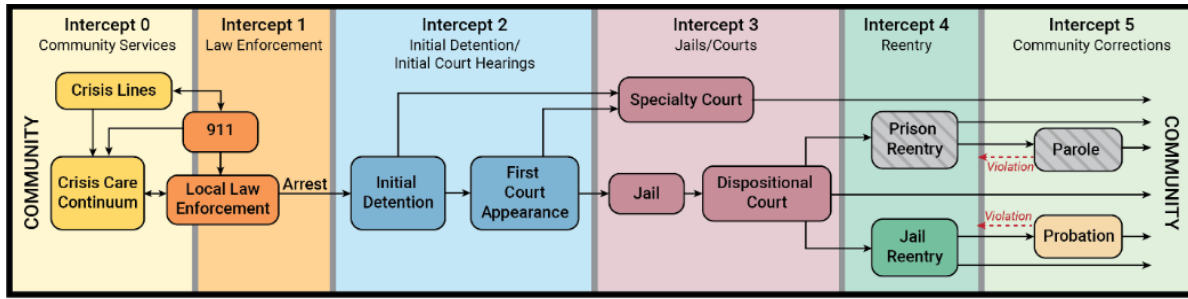 Intercept 0
Community Services
Intercept 1
Law Enforcement
Intercept 2
Initial Detention/
Initial Court Hearings
Intercept 3
Jails/Courts
Intercept 4
Reentry
Intercept 5
Community Corrections
COMMUNITY
Crisis Lines
911
Crisis Care
Continuum
Local Law
Enforcement
Arrest
Initial
Detention
First
Court
Appearance
Specialty Court
Jail
Dispositional
Court
Prison
Reentry
Violation
Parole
Jail
Reentry
Violation
Probation
COMMUNITY